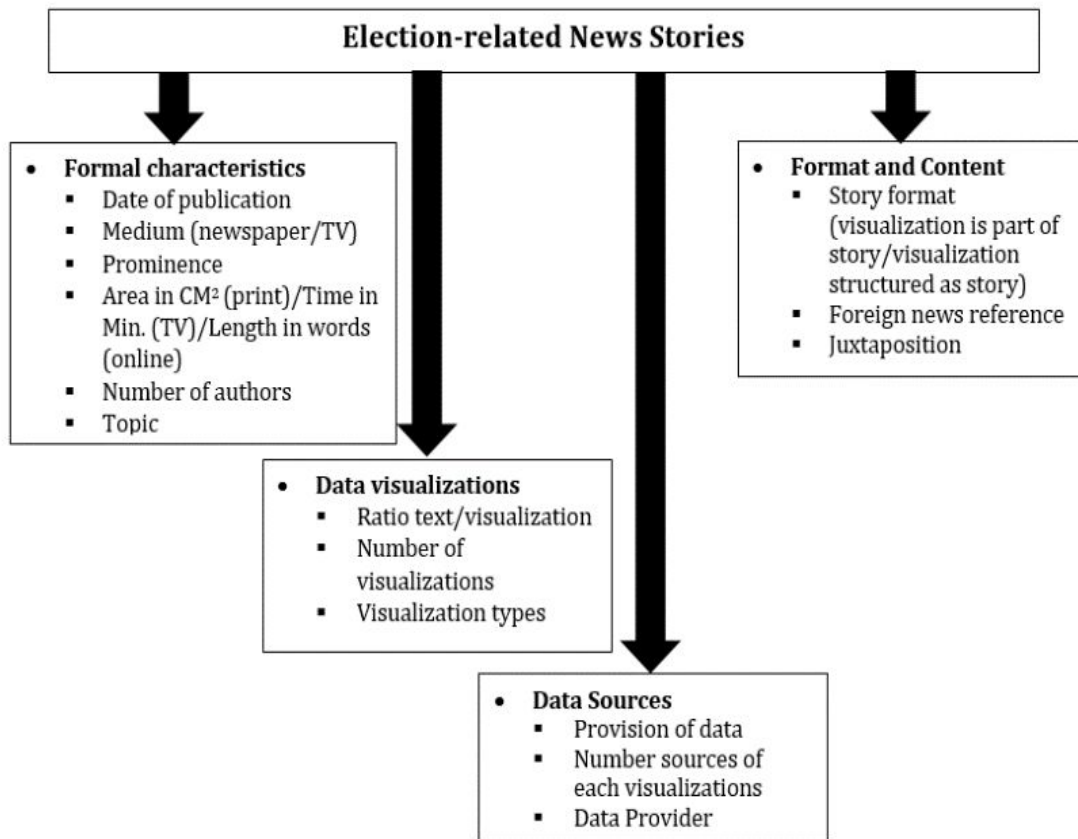 Election-related News Stories
• Formal characteristics
▪ Date of publication
▪ Medium (newspaper/TV)
▪ Prominence
▪ Area in CM² (print)/Time in
Min. (TV)/Length in words
(online)
▪ Number of authors
▪ Topic
• Format and Content
▪ Story format
(visualization is part of
story/visualization
structured as story)
▪ Foreign news reference
▪ Juxtaposition
• Data visualizations
▪ Ratio text/visualization
▪ Number of
visualizations
▪ Visualization types
• Data Sources
▪ Provision of data
▪ Number sources of
each visualizations
▪ Data Provider